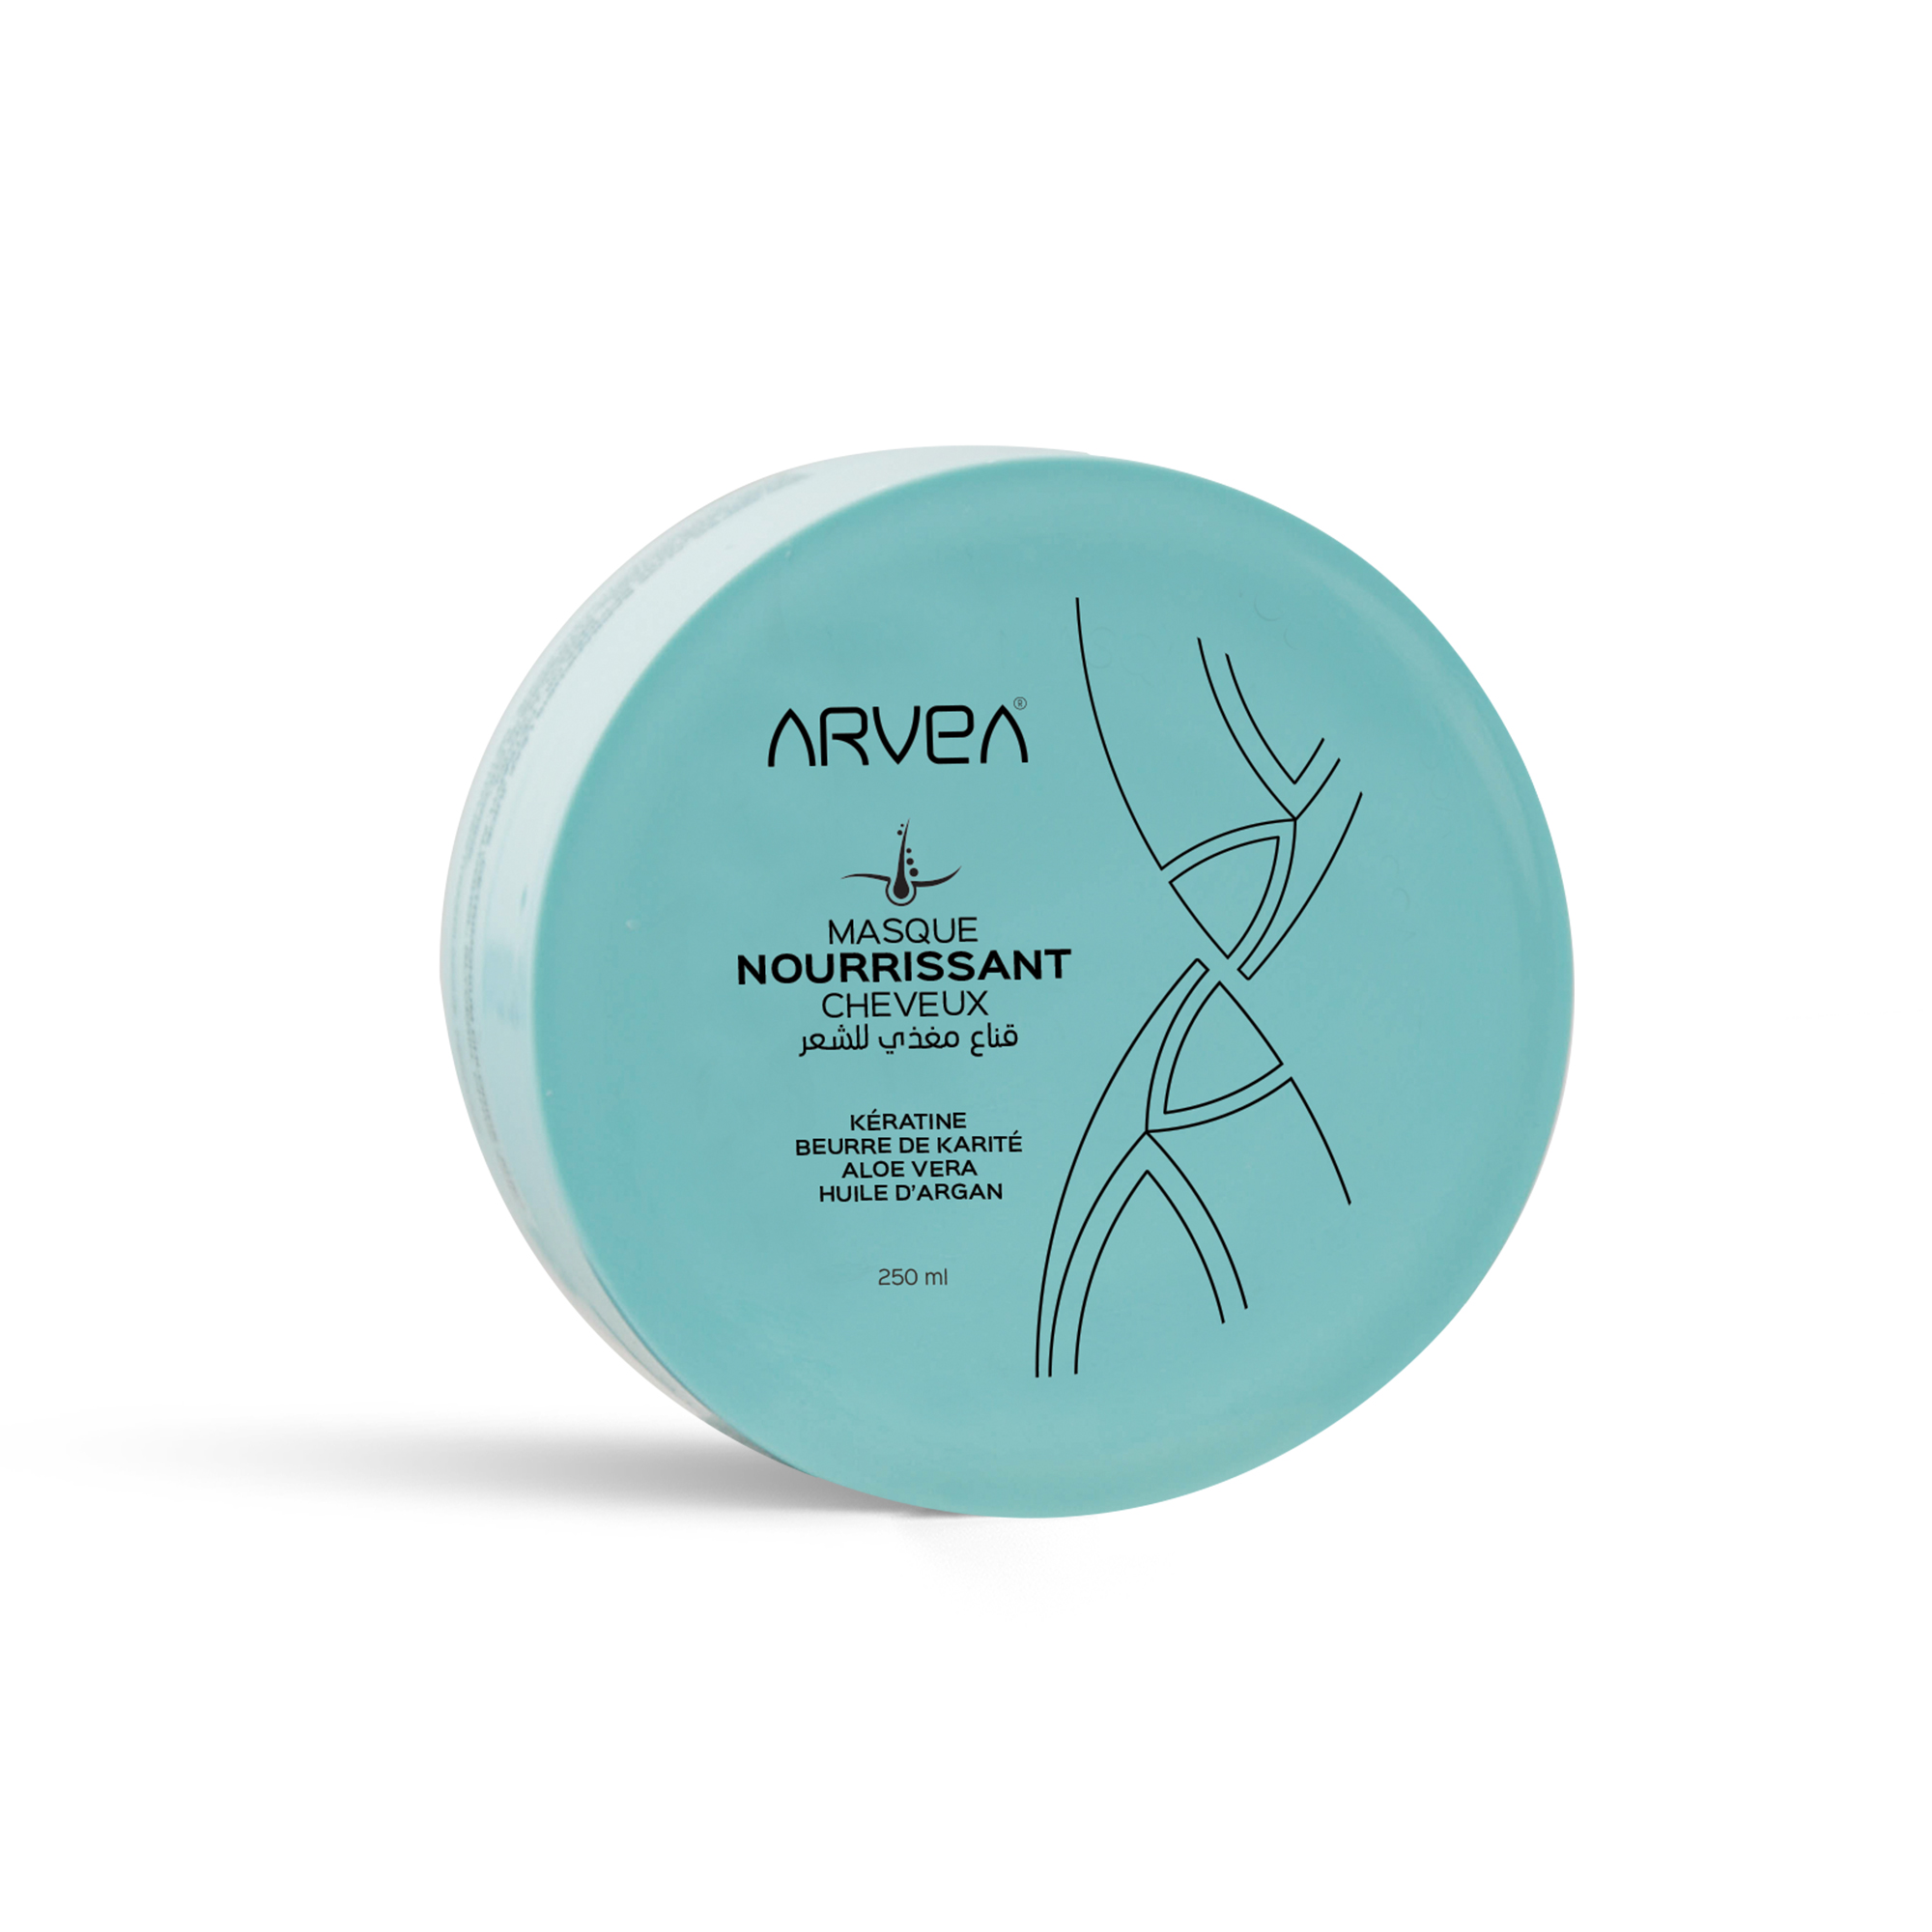 ARVEA®
MASQUE
NOURRISSANT
CHEVEUX
قناع مغذي للشعر
KÉRATINE
BEURRE DE KARITÉ
ALOE VERA
HUILE D'ARGAN
250 ml